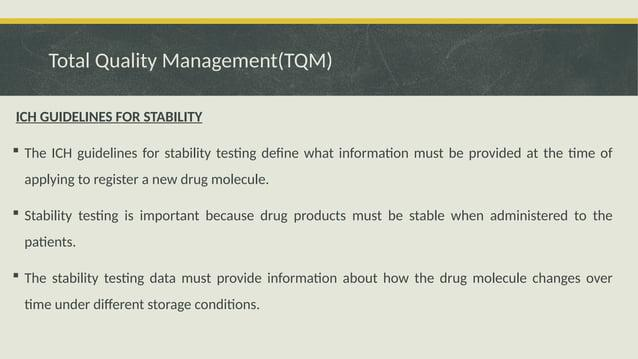 Total Quality Management(TQM)
ICH GUIDELINES FOR STABILITY
▪ The ICH guidelines for stability testing define what information must be provided at the time of
applying to register a new drug molecule.
▪ Stability testing is important because drug products must be stable when administered to the
patients.
▪ The stability testing data must provide information about how the drug molecule changes over
time under different storage conditions.